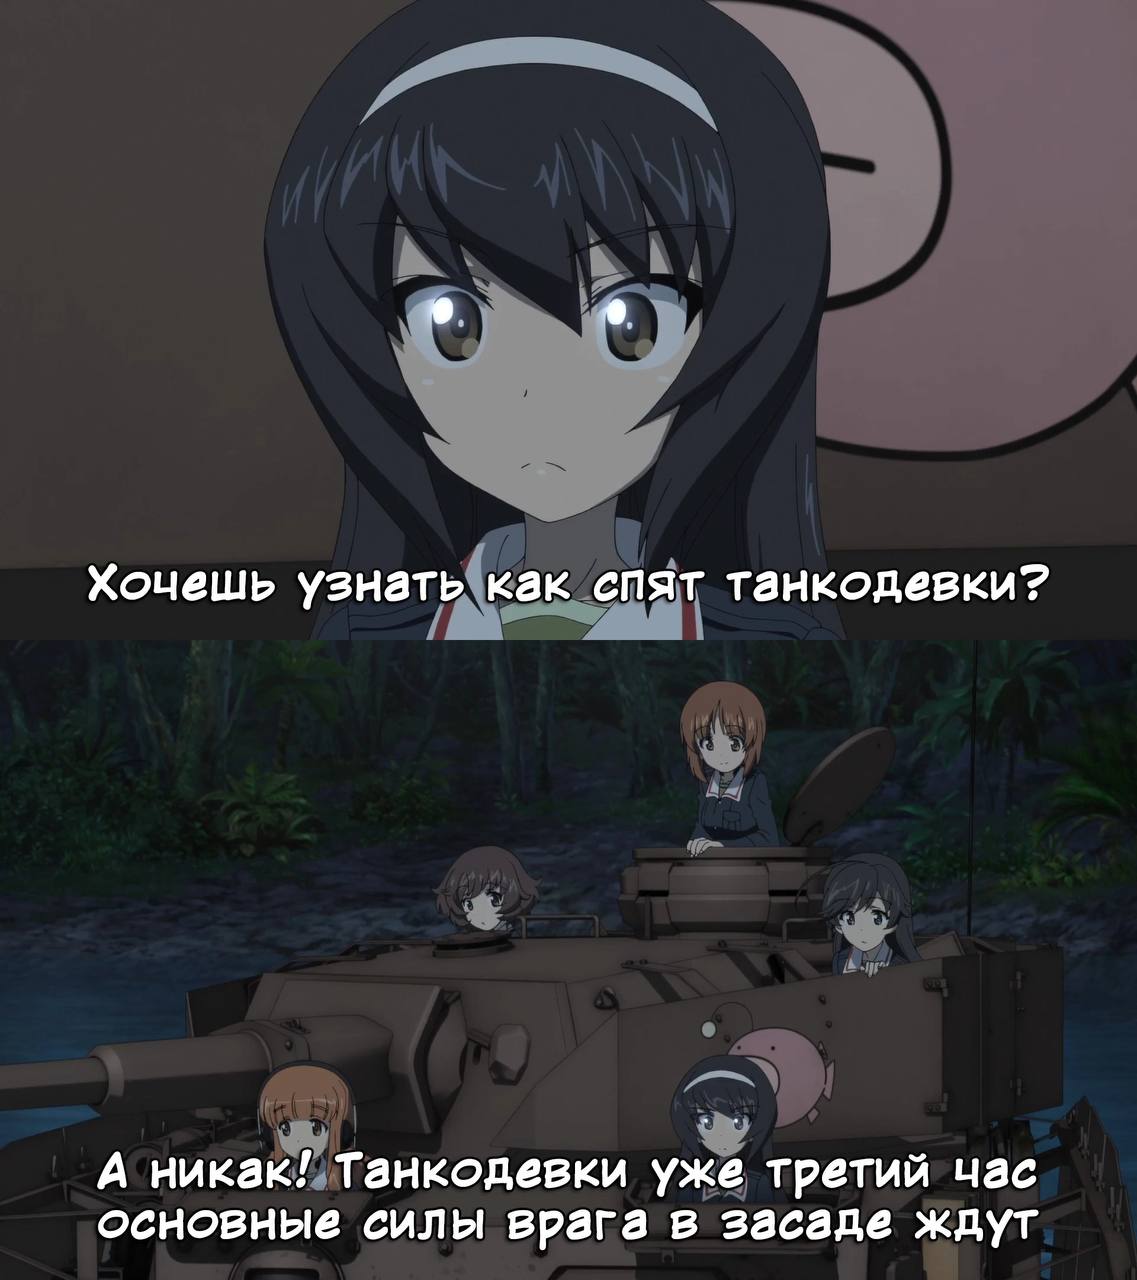 Хочешь узнать как спят танкодевки?
А никак! Танкодевки уже третий час
основные силы врага в засаде ждут